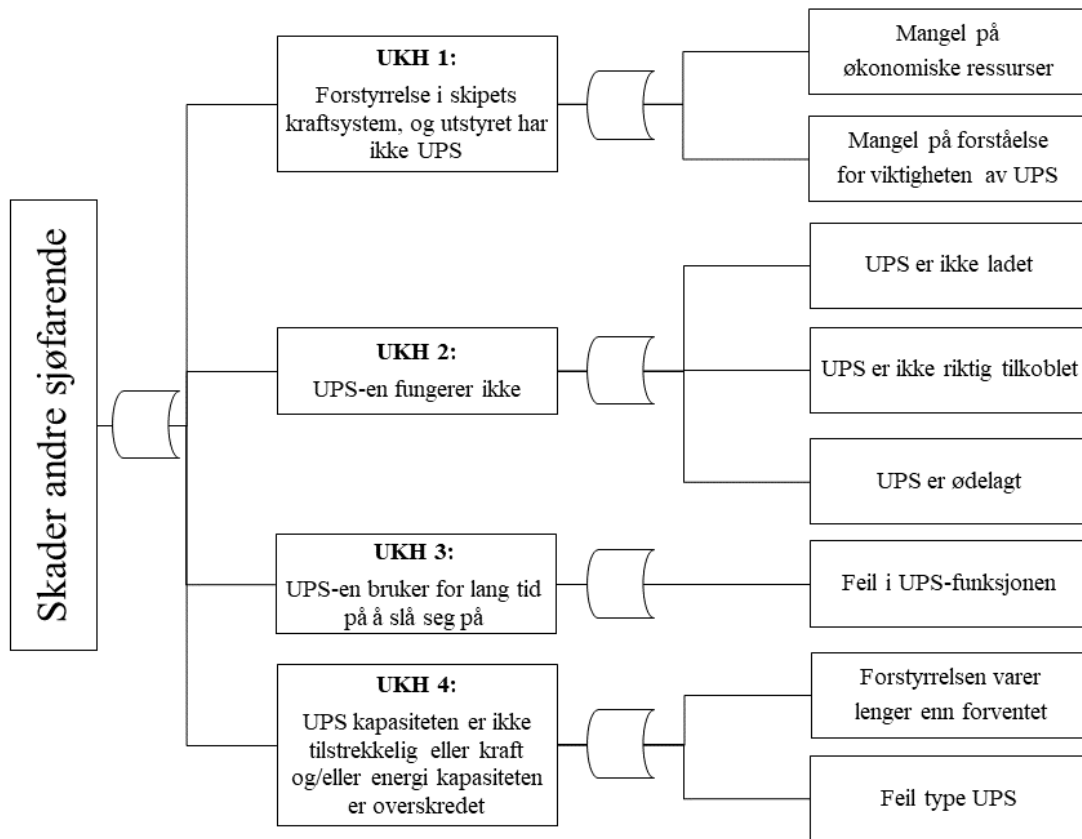 Skader andre sjøfarende
UKH 1:
Forstyrrelse i skipets
kraftsystem, og utstyret har
ikke UPS
Mangel på
økonomiske ressurser
Mangel på forståelse
for viktigheten av UPS
UKH 2:
UPS-en fungerer ikke
UPS er ikke ladet
UPS er ikke riktig tilkoblet
UPS er ødelagt
UKH 3:
UPS-en bruker for lang tid
på å slå seg på
Feil i UPS-funksjonen
UKH 4:
UPS kapasiteten er ikke
tilstrekkelig eller kraft
og/eller energi kapasiteten
er overskredet
Forstyrrelsen varer
lenger enn forventet
Feil type UPS